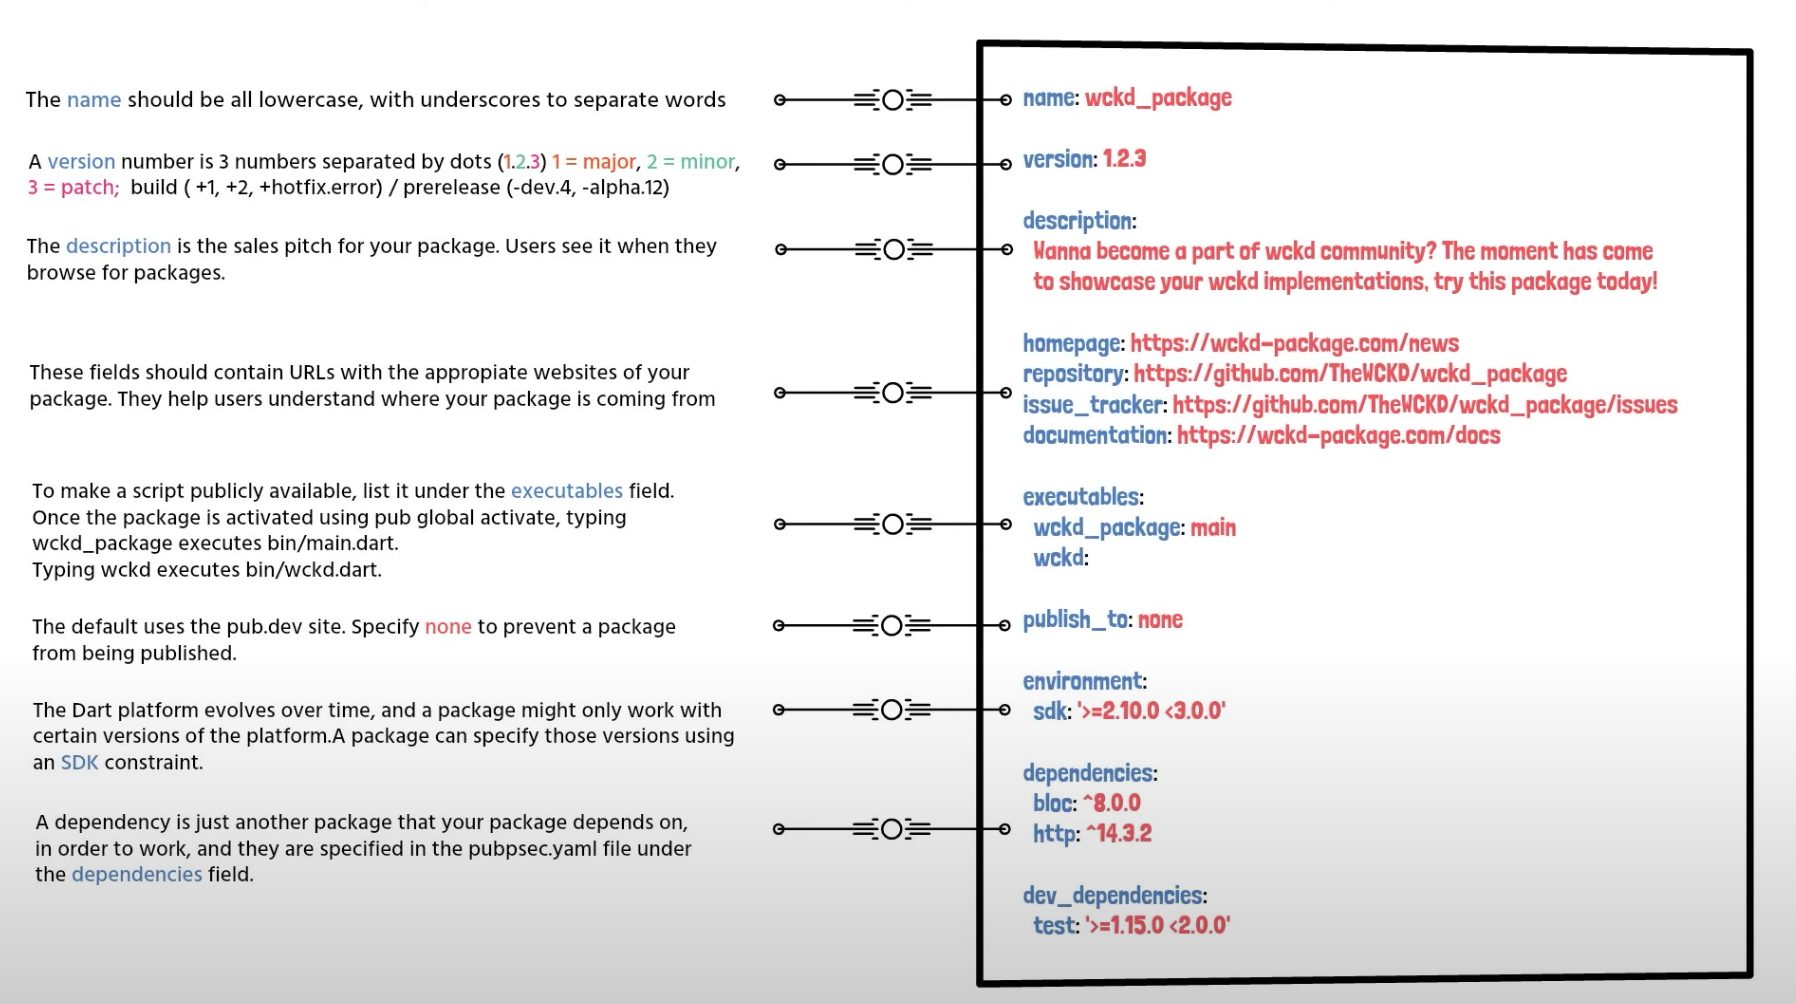 The name should be all lowercase, with underscores to separate words
A version number is 3 numbers separated by dots (1.2.3) 1 = major, 2 = minor,
3 = patch;  build ( +1, +2, +hotfix.error) / prerelease (-dev.4, -alpha.12)
The description is the sales pitch for your package. Users see it when they
browse for packages.
These fields should contain URLs with the appropiate websites of your
package. They help users understand where your package is coming from
To make a script publicly available, list it under the executables field.
Once the package is activated using pub global activate, typing
wckd_package executes bin/main.dart.
Typing wckd executes bin/wckd.dart.
The default uses the pub.dev site. Specify none to prevent a package
from being published.
The Dart platform evolves over time, and a package might only work with
certain versions of the platform.A package can specify those versions using
an SDK constraint.
A dependency is just another package that your package depends on,
in order to work, and they are specified in the pubpsec.yaml file under
the dependencies field.
name: wckd_package
version: 1.2.3
description:
Wanna become a part of wckd community? The moment has come
to showcase your wckd implementations, try this package today!
homepage: https://wckd-package.com/news
repository: https://github.com/TheWCKD/wckd_package
issue_tracker: https://github.com/TheWCKD/wckd_package/issues
documentation: https://wckd-package.com/docs
executables:
wckd_package: main
wckd:
publish_to: none
environment:
sdk: '>=2.10.0 <3.0.0'
dependencies:
bloc: ^8.0.0
http: ^14.3.2
dev_dependencies:
test: '>=1.15.0 <2.0.0'